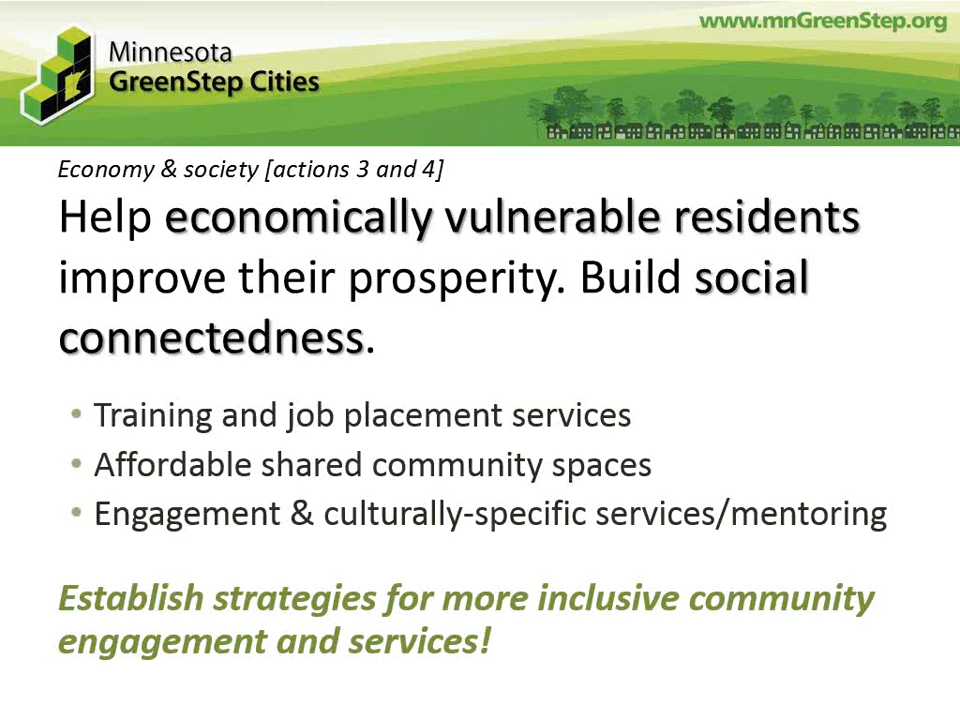 www.mnGreenStep.org
Minnesota
GreenStep Cities
Economy & society [actions 3 and 4]
Help economically vulnerable residents
improve their prosperity. Build social
connectedness.
• Training and job placement services
• Affordable shared community spaces
• Engagement & culturally-specific services/mentoring
Establish strategies for more inclusive community
engagement and services!